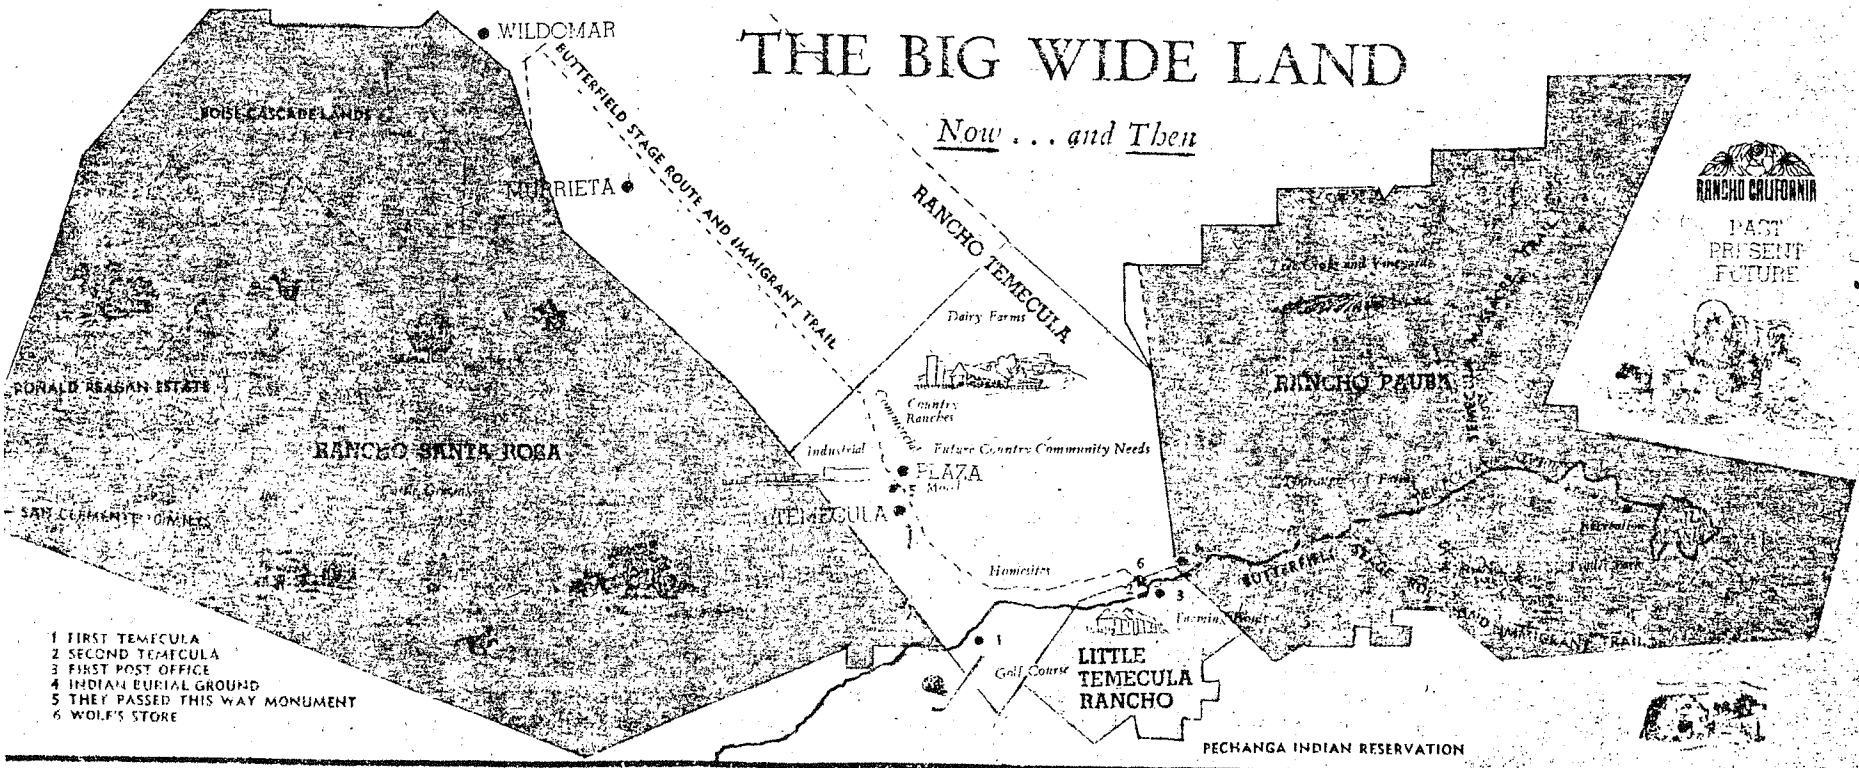 WILDOMAR
THE BIG WIDE LAND
Now . . . and Then
BOISE CASCADE LANDS
BUTTERFIELD STAGE ROUTE AND IMMIGRANT TRAIL
MURRIETA
RANCHO TEMECULA
RANCHO CALIFORNIA
PAST
PRESENT
FUTURE
Dairy Farms
RONALD REAGAN ESTATE
RANCHO PAUBA
Country
Ranches
Commercial
RANCHO SANTA ROSA
Industrial
Future Country Community Needs
PLAZA
5
Motel
SAN CLEMENTE 10 MILES
TEMECULA
Recreation
Homesites
6
4
3
BUTTERFIELD STAGE
AND IMMIGRANT TRAIL
1
Golf Course
LITTLE
TEMECULA
RANCHO
1 FIRST TEMECULA
2 SECOND TEMECULA
3 FIRST POST OFFICE
4 INDIAN BURIAL GROUND
5 THEY PASSED THIS WAY MONUMENT
6 WOLF'S STORE
PECHANGA INDIAN RESERVATION